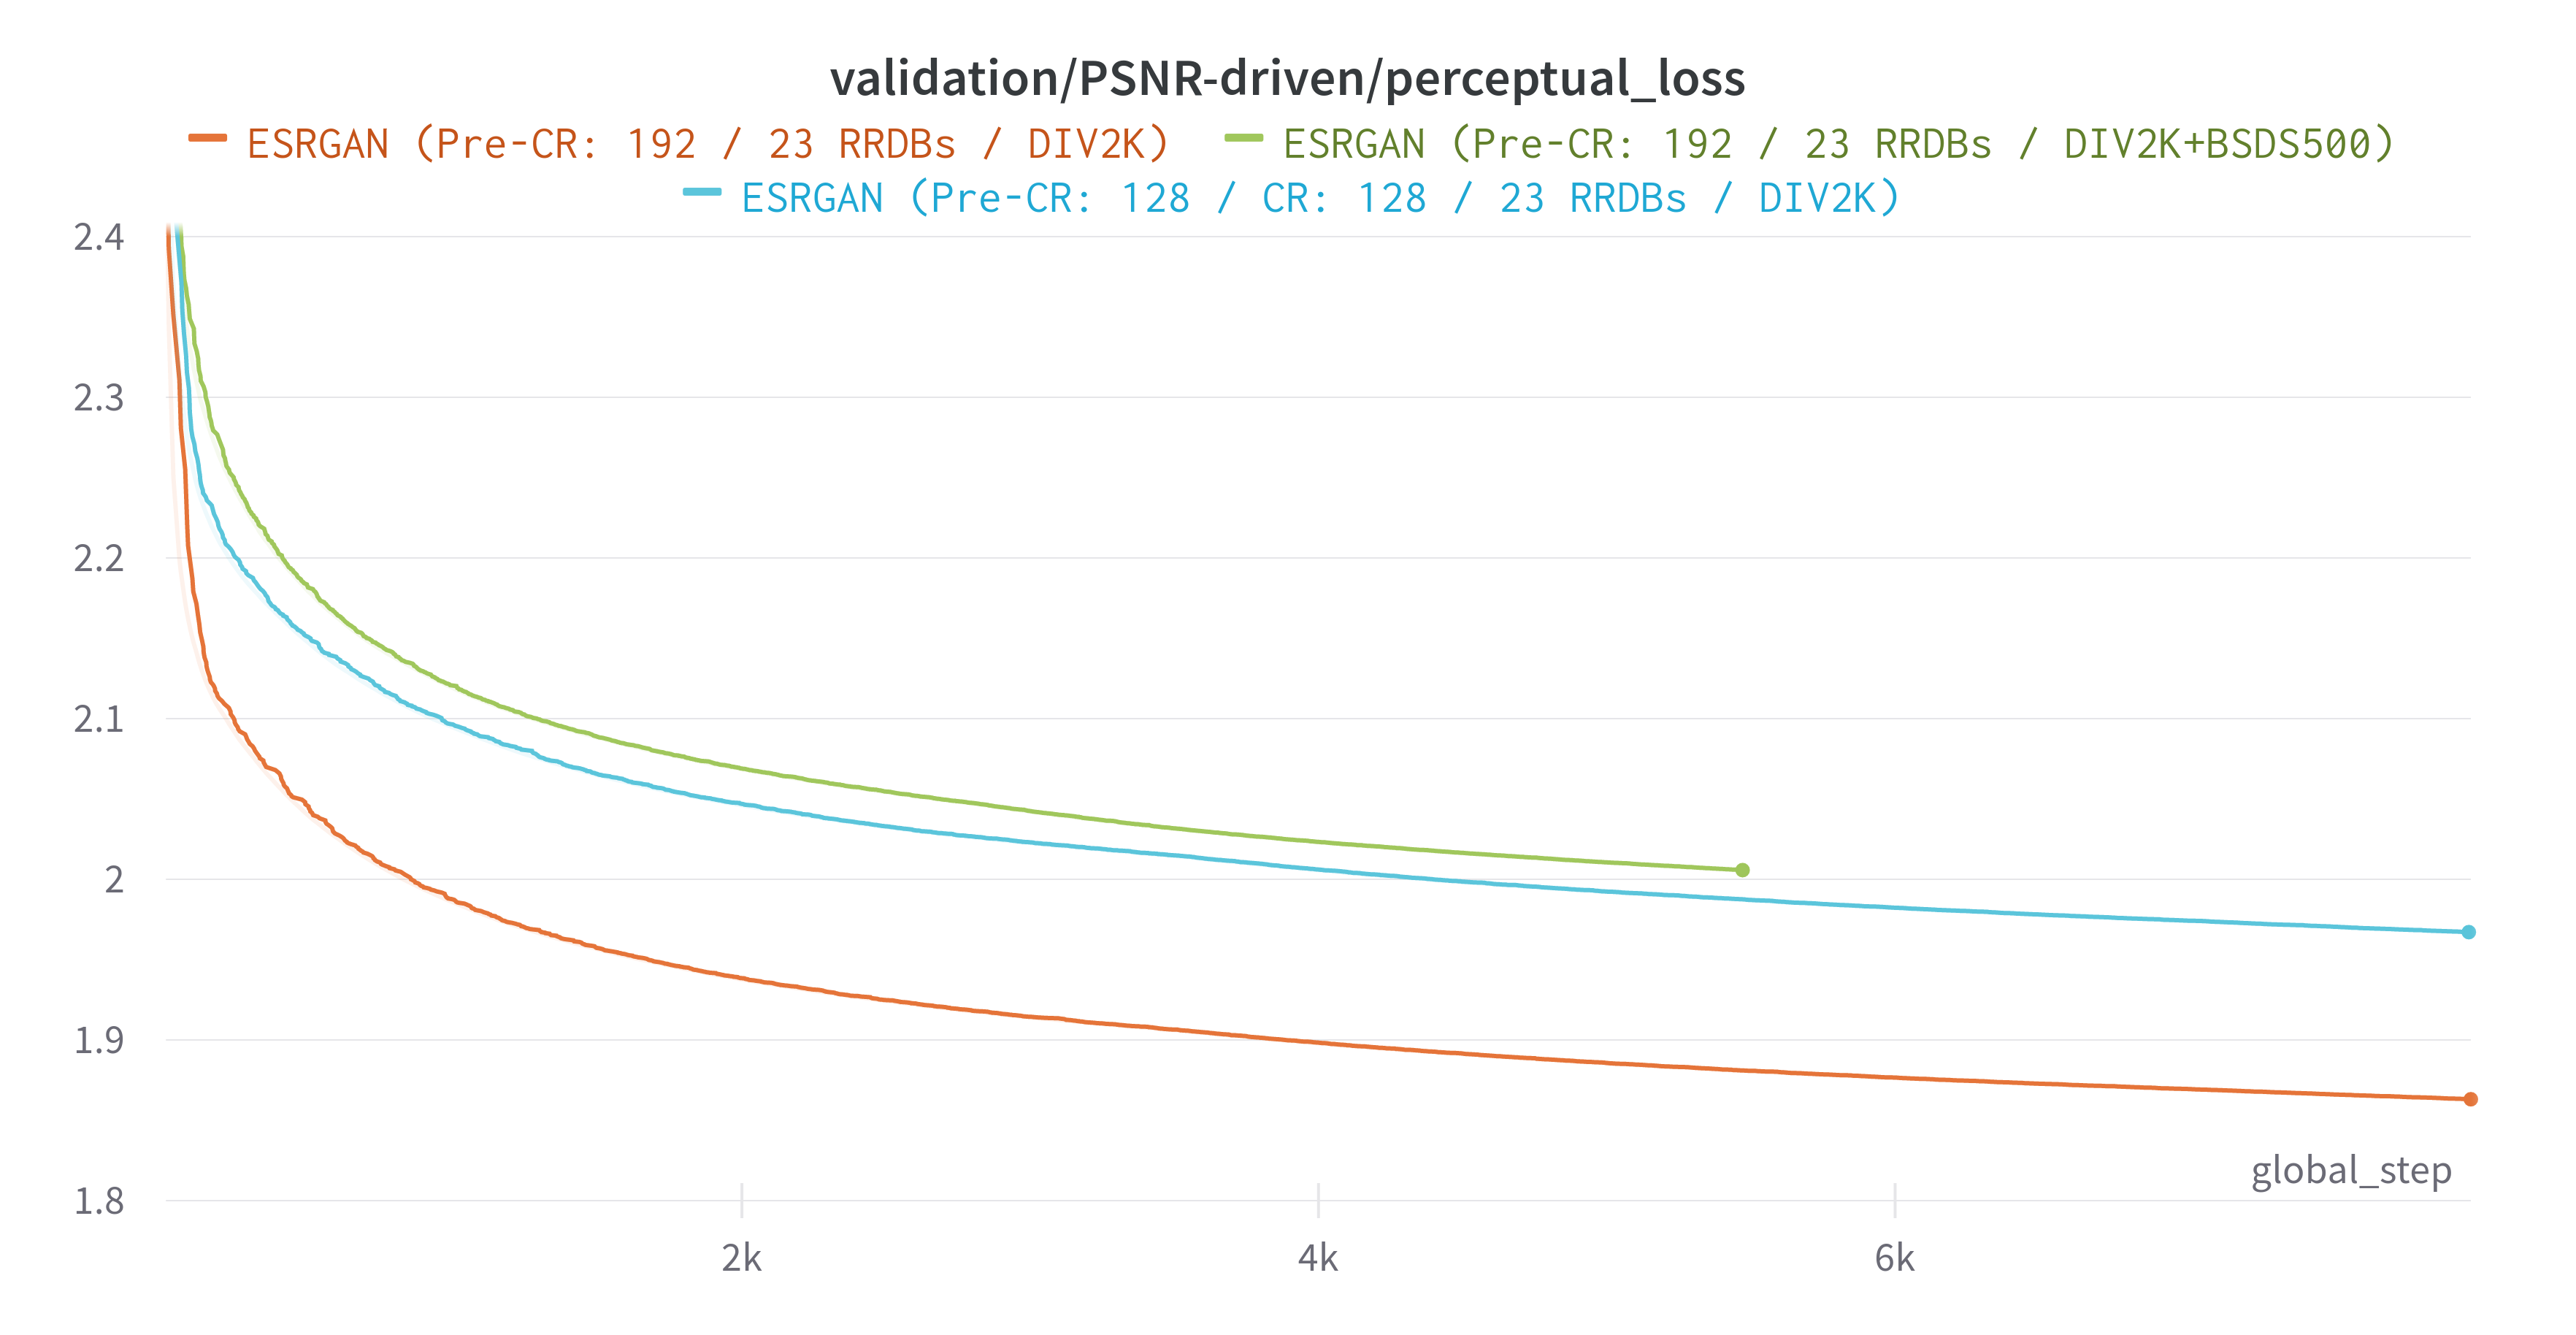 validation/PSNR-driven/perceptual_loss
ESRGAN (Pre-CR: 192 / 23 RRDBs / DIV2K) ESRGAN (Pre-CR: 192 / 23 RRDBs / DIV2K+BSDS500)
ESRGAN (Pre-CR: 128 / CR: 128 / 23 RRDBs / DIV2K)
2.4
2.3
2.2
2.1
2
1.9
global_step
1.8
2k 4k 6k